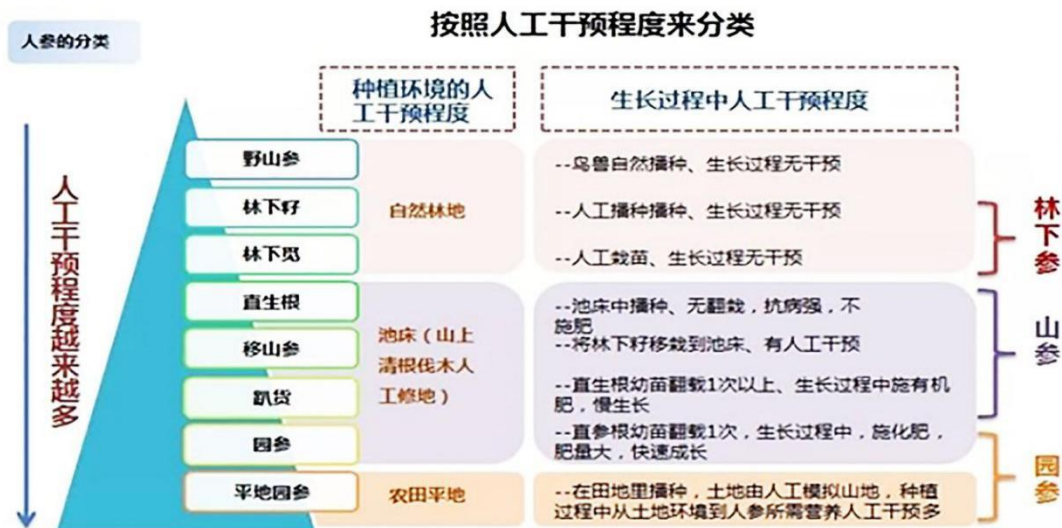 人参的分类
按照人工干预程度来分类
种植环境的人
工干预程度
生长过程中人工干预程度
人工干预程度越来越多
野山参
林下籽
林下觅
直生根
移山参
趴货
园参
平地园参
自然林地
池床（山上
清根伐木人
工修地）
农田平地
--鸟兽自然播种、生长过程无干预
--人工播种播种、生长过程无干预
--人工栽苗、生长过程无干预
--池床中播种、无翻栽，抗病强，不
施肥
--将林下籽移栽到池床、有人工干预
--直生根幼苗翻载1次以上、生长过程中施有机
肥，慢生长
--直参根幼苗翻载1次，生长过程中，施化肥，
肥量大，快速成长
--在田地里播种，土地由人工模拟山地，种植
过程中从土地环境到人参所需营养人工干预多
林下参
山参
园参